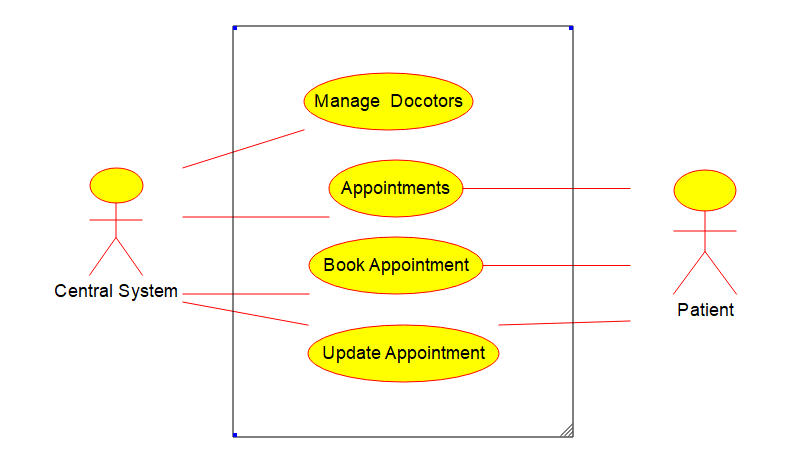 Manage  Docotors
Appointments
Book Appointment
Central System
Patient
Update Appointment